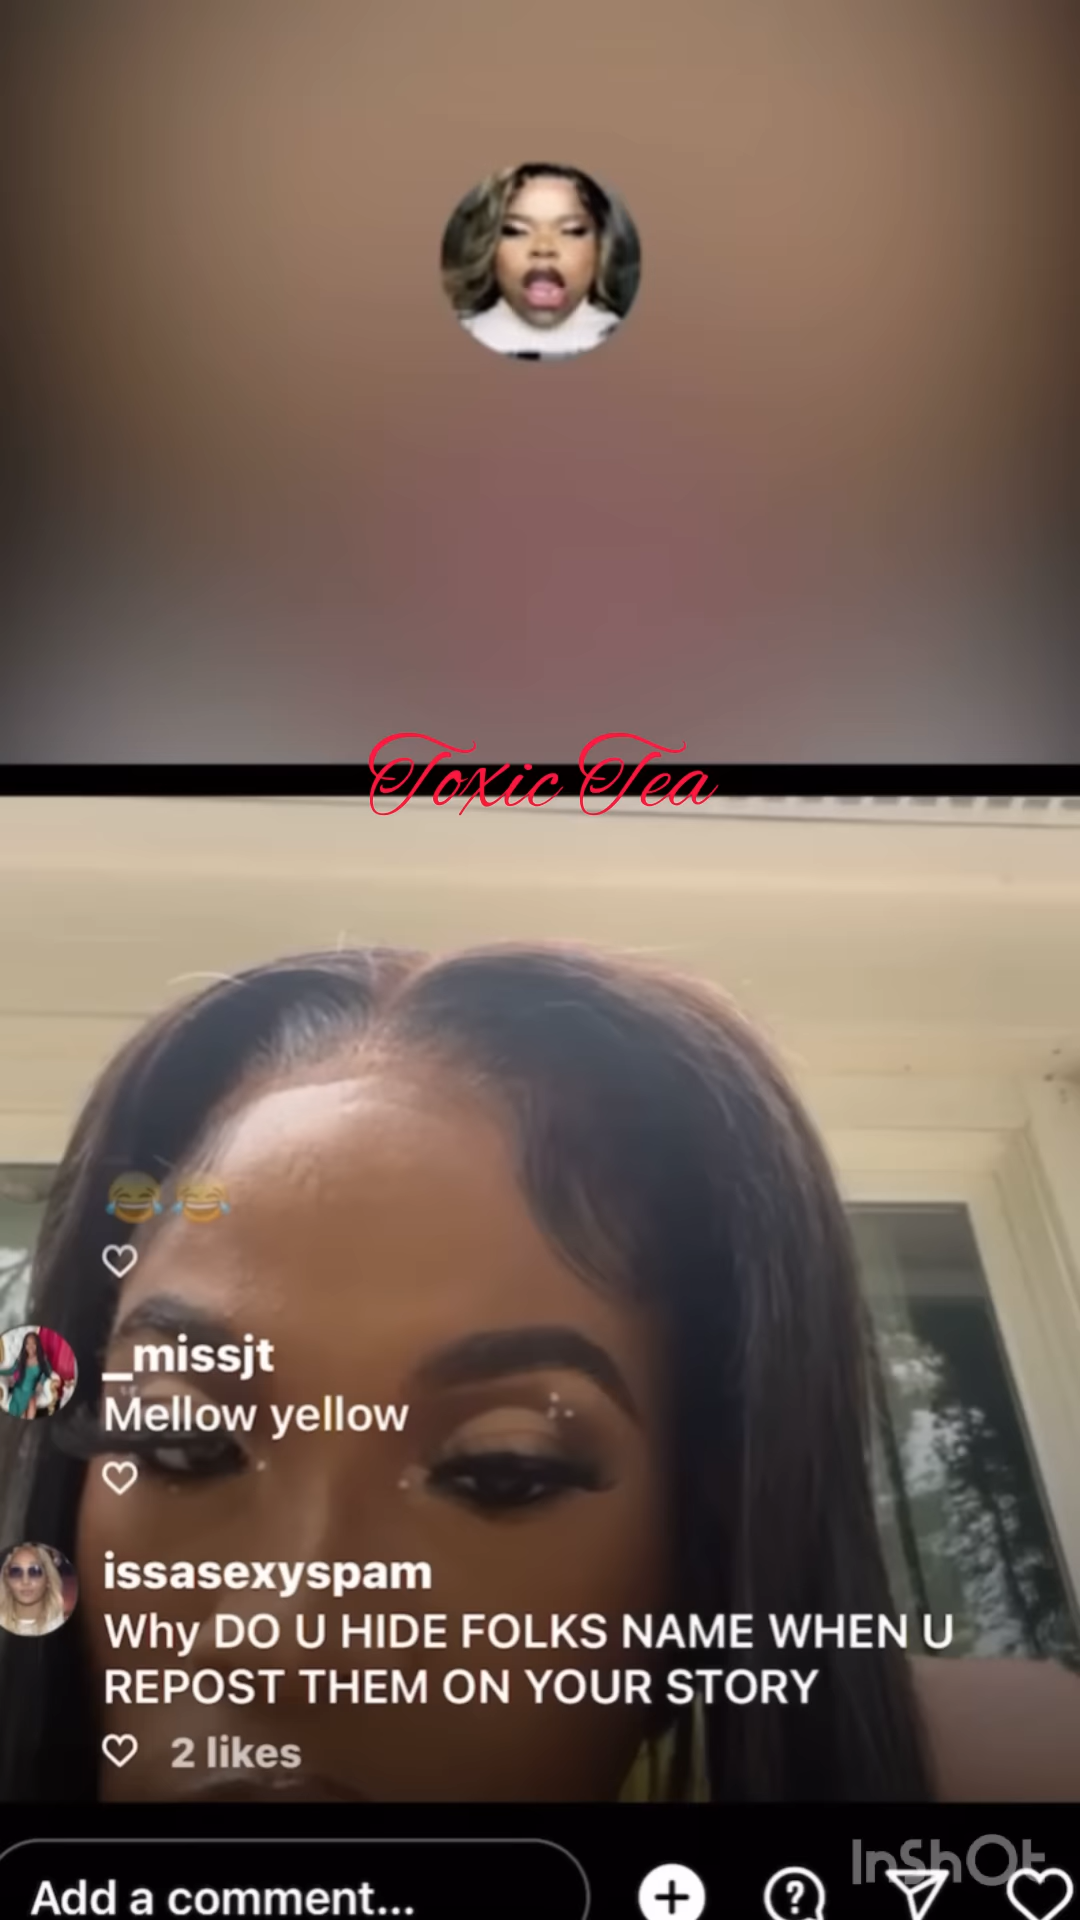 Toxic Tea
😂😂
_missjt
Mellow yellow
issasexyspam
Why DO U HIDE FOLKS NAME WHEN U
REPOST THEM ON YOUR STORY
2 likes
Add a comment...
InShOt